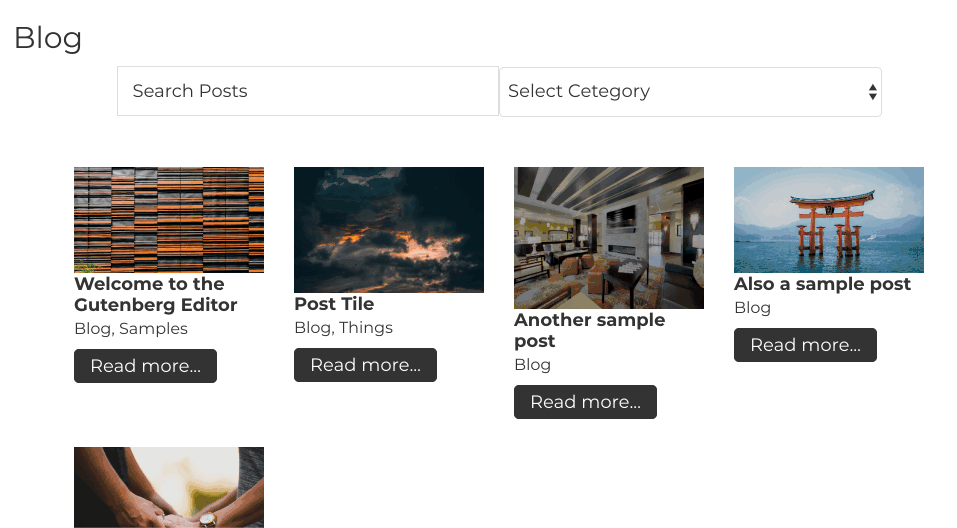 Blog
Search Posts
Select Cetegory
Welcome to the
Gutenberg Editor
Blog, Samples
Read more...
Post Tile
Blog, Things
Read more...
Another sample
post
Blog
Read more...
Also a sample post
Blog
Read more...